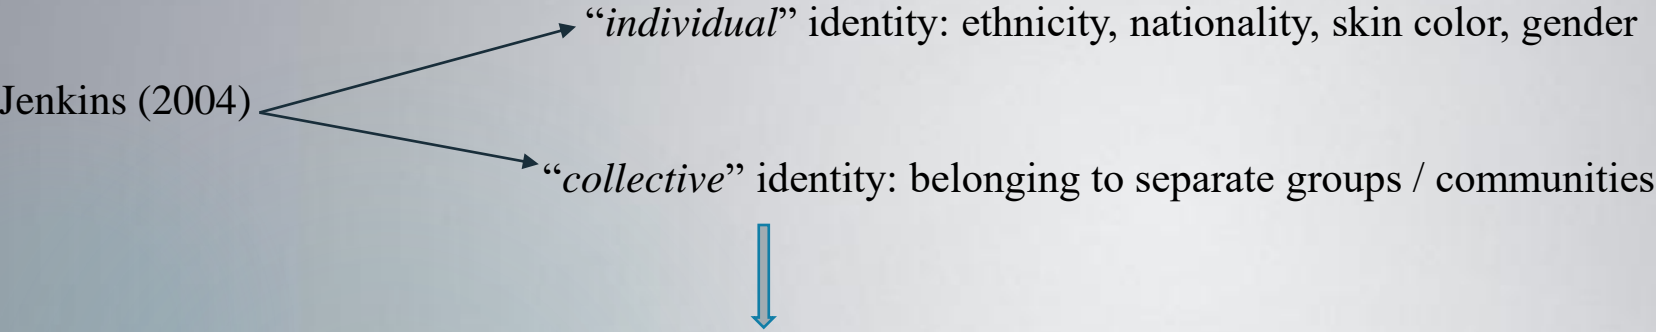 “individual” identity: ethnicity, nationality, skin color, gender
Jenkins (2004)
“collective” identity: belonging to separate groups / communities